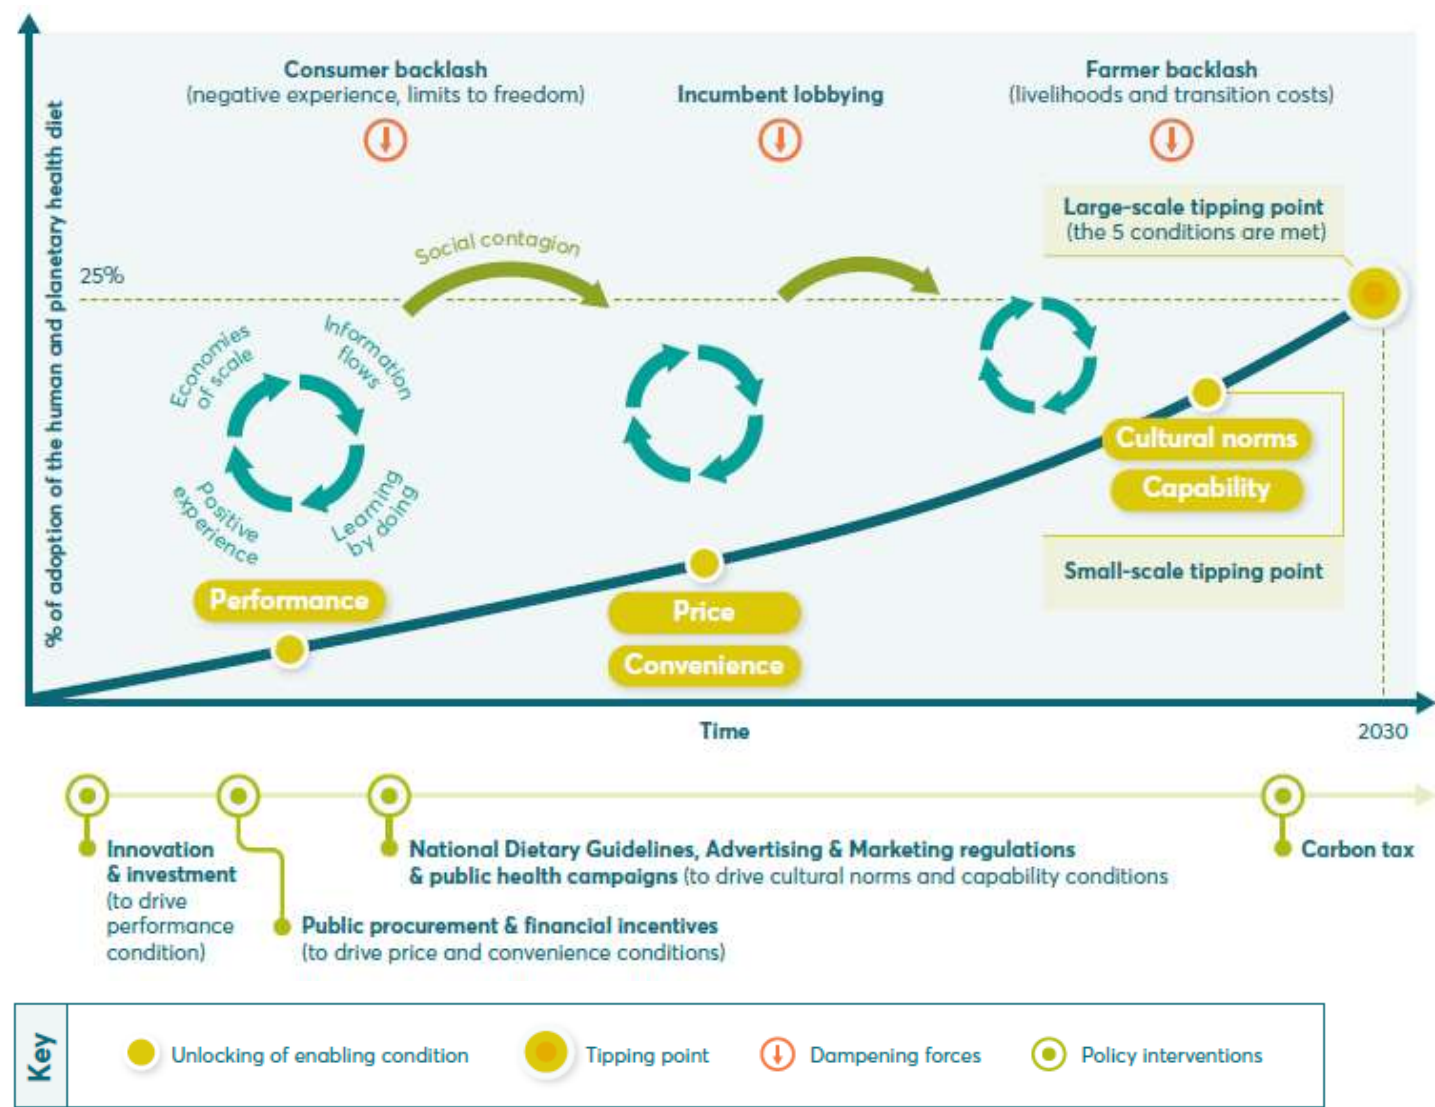 % of adoption of the human and planetary health diet
Consumer backlash
(negative experience, limits to freedom)
Incumbent lobbying
Farmer backlash
(livelihoods and transition costs)
Large-scale tipping point
(the 5 conditions are met)
Social contagion
25%
Economies
of scale
Information
flows
Positive
experience
Learning
by doing
Cultural norms
Capability
Small-scale tipping point
Performance
Price
Convenience
Time
2030
Innovation
& investment
(to drive
performance
condition)
National Dietary Guidelines, Advertising & Marketing regulations
& public health campaigns (to drive cultural norms and capability conditions
Carbon tax
Public procurement & financial incentives
(to drive price and convenience conditions)
Key
Unlocking of enabling condition
Tipping point
Dampening forces
Policy interventions